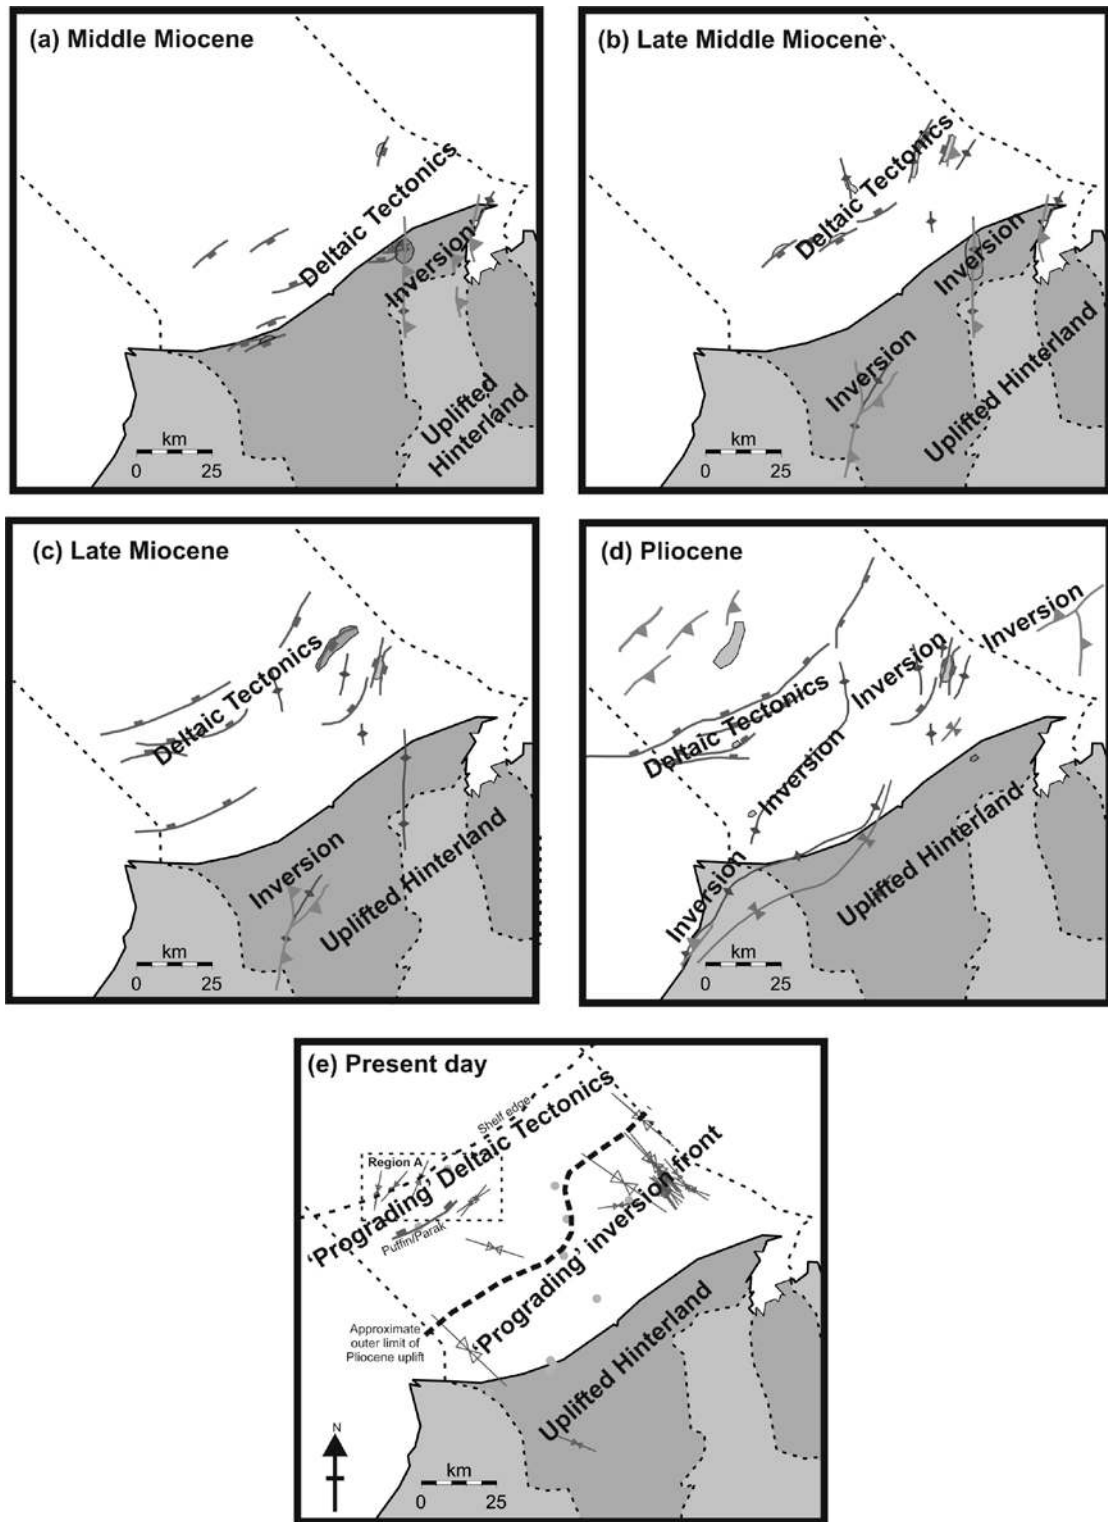 (a) Middle Miocene
Deltaic Tectonics
Inversion
Uplifted
Hinterland
km
0 25
(b) Late Middle Miocene
Deltaic Tectonics
Inversion
Inversion
Uplifted Hinterland
km
0 25
(c) Late Miocene
Deltaic Tectonics
Inversion
Uplifted Hinterland
km
0 25
(d) Pliocene
Inversion
Inversion
Deltaic Tectonics
Inversion
Inversion
Uplifted Hinterland
km
0 25
(e) Present day
Shelf edge
Region A
'Prograding' Deltaic Tectonics
Puffin/Parak
'Prograding' inversion front
Approximate
outer limit of
Pliocene uplift
Uplifted Hinterland
N
km
0 25